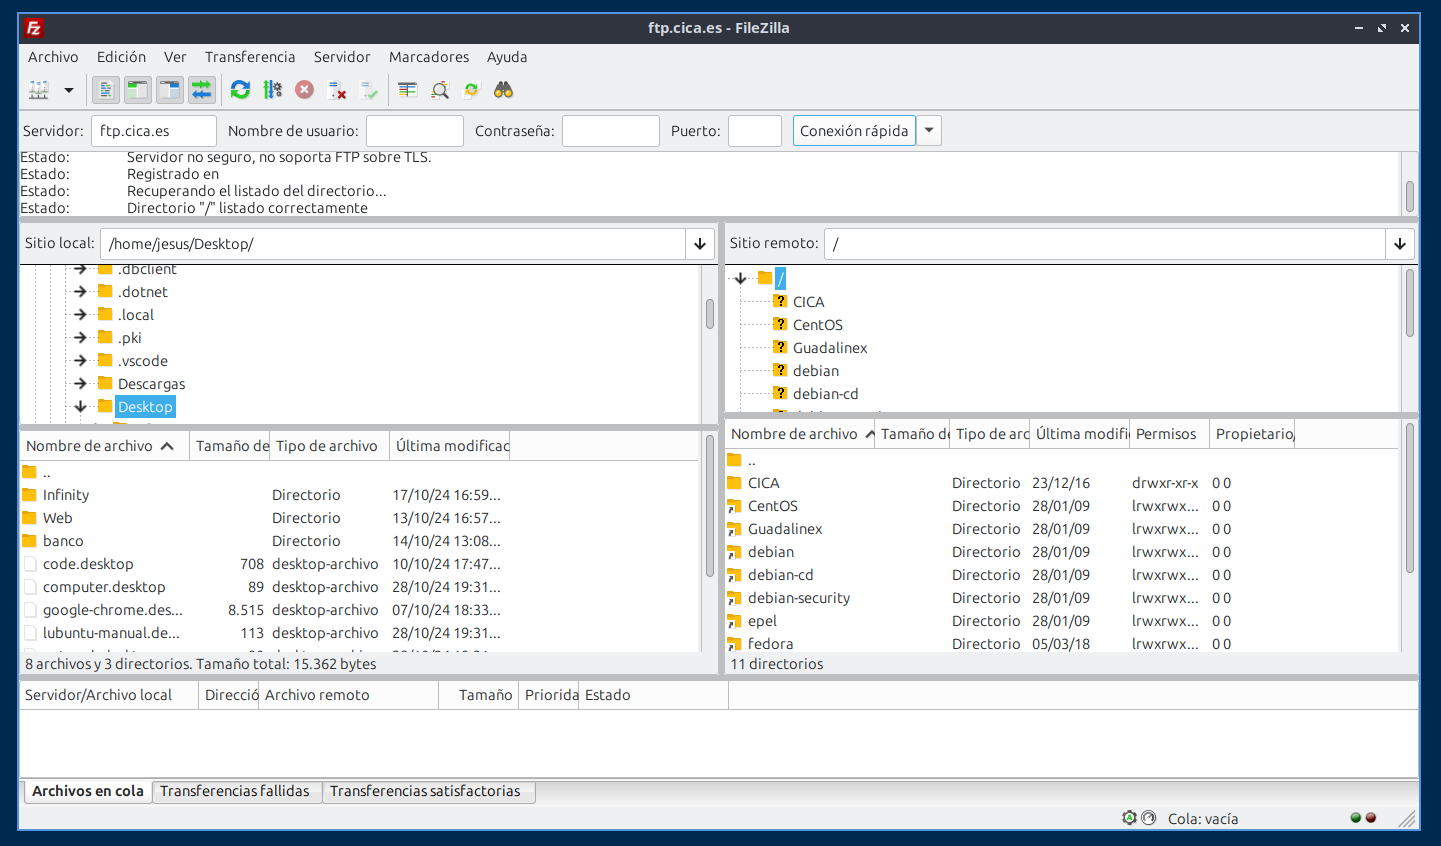 ftp.cica.es - FileZilla
Archivo Edición Ver Transferencia Servidor Marcadores Ayuda
Servidor: ftp.cica.es Nombre de usuario: Contraseña: Puerto: Conexión rápida
Estado: Servidor no seguro, no soporta FTP sobre TLS.
Estado: Registrado en
Estado: Recuperando el listado del directorio...
Estado: Directorio "/" listado correctamente
Sitio local: /home/jesus/Desktop/
.dbclient
.dotnet
.local
.pki
.vscode
Descargas
Desktop
Nombre de archivo Tamaño de Tipo de archivo Última modificac
..
Infinity Directorio 17/10/24 16:59...
Web Directorio 13/10/24 16:57...
banco Directorio 14/10/24 13:08...
code.desktop 708 desktop-archivo 10/10/24 17:47...
computer.desktop 89 desktop-archivo 28/10/24 19:31...
google-chrome.des... 8.515 desktop-archivo 07/10/24 18:33...
lubuntu-manual.de... 113 desktop-archivo 28/10/24 19:31...
8 archivos y 3 directorios. Tamaño total: 15.362 bytes
Sitio remoto: /
/
CICA
CentOS
Guadalinex
debian
debian-cd
Nombre de archivo Tamaño de Tipo de arc Última modifi Permisos Propietario/
..
CICA Directorio 23/12/16 drwxr-xr-x 0 0
CentOS Directorio 28/01/09 lrwxrwx... 0 0
Guadalinex Directorio 28/01/09 lrwxrwx... 0 0
debian Directorio 28/01/09 lrwxrwx... 0 0
debian-cd Directorio 28/01/09 lrwxrwx... 0 0
debian-security Directorio 28/01/09 lrwxrwx... 0 0
epel Directorio 28/01/09 lrwxrwx... 0 0
fedora Directorio 05/03/18 lrwxrwx... 0 0
11 directorios
Servidor/Archivo local Direcció Archivo remoto Tamaño Priorida Estado
Archivos en cola Transferencias fallidas Transferencias satisfactorias
Cola: vacía